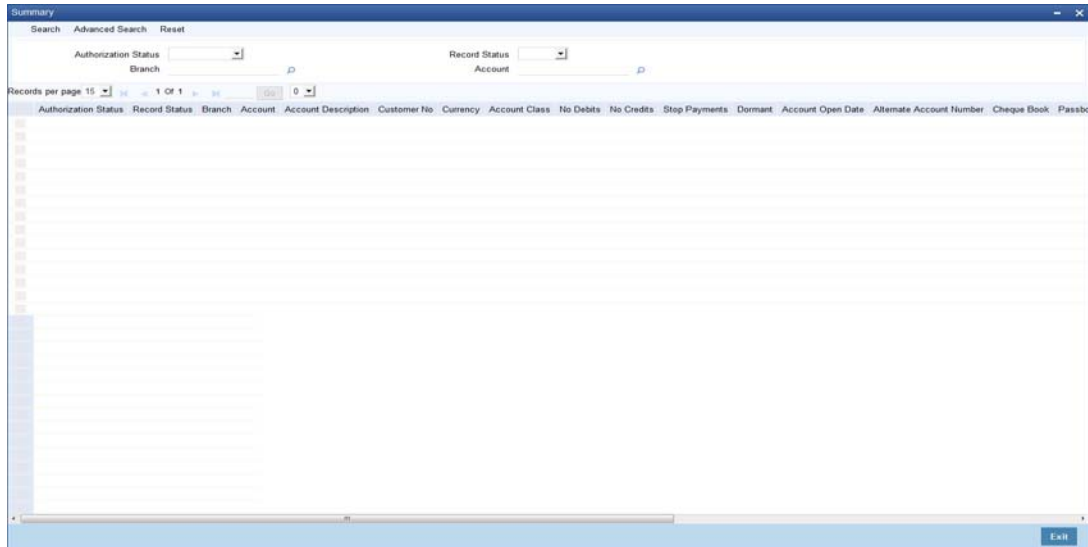 Summary
Search Advanced Search Reset
Authorization Status Record Status
Branch Account
Records per page 15 1 Of 1 Go 0
Authorization Status Record Status Branch Account Account Description Customer No Currency Account Class No Debits No Credits Stop Payments Dormant Account Open Date Alternate Account Number Cheque Book Passbo
Exit